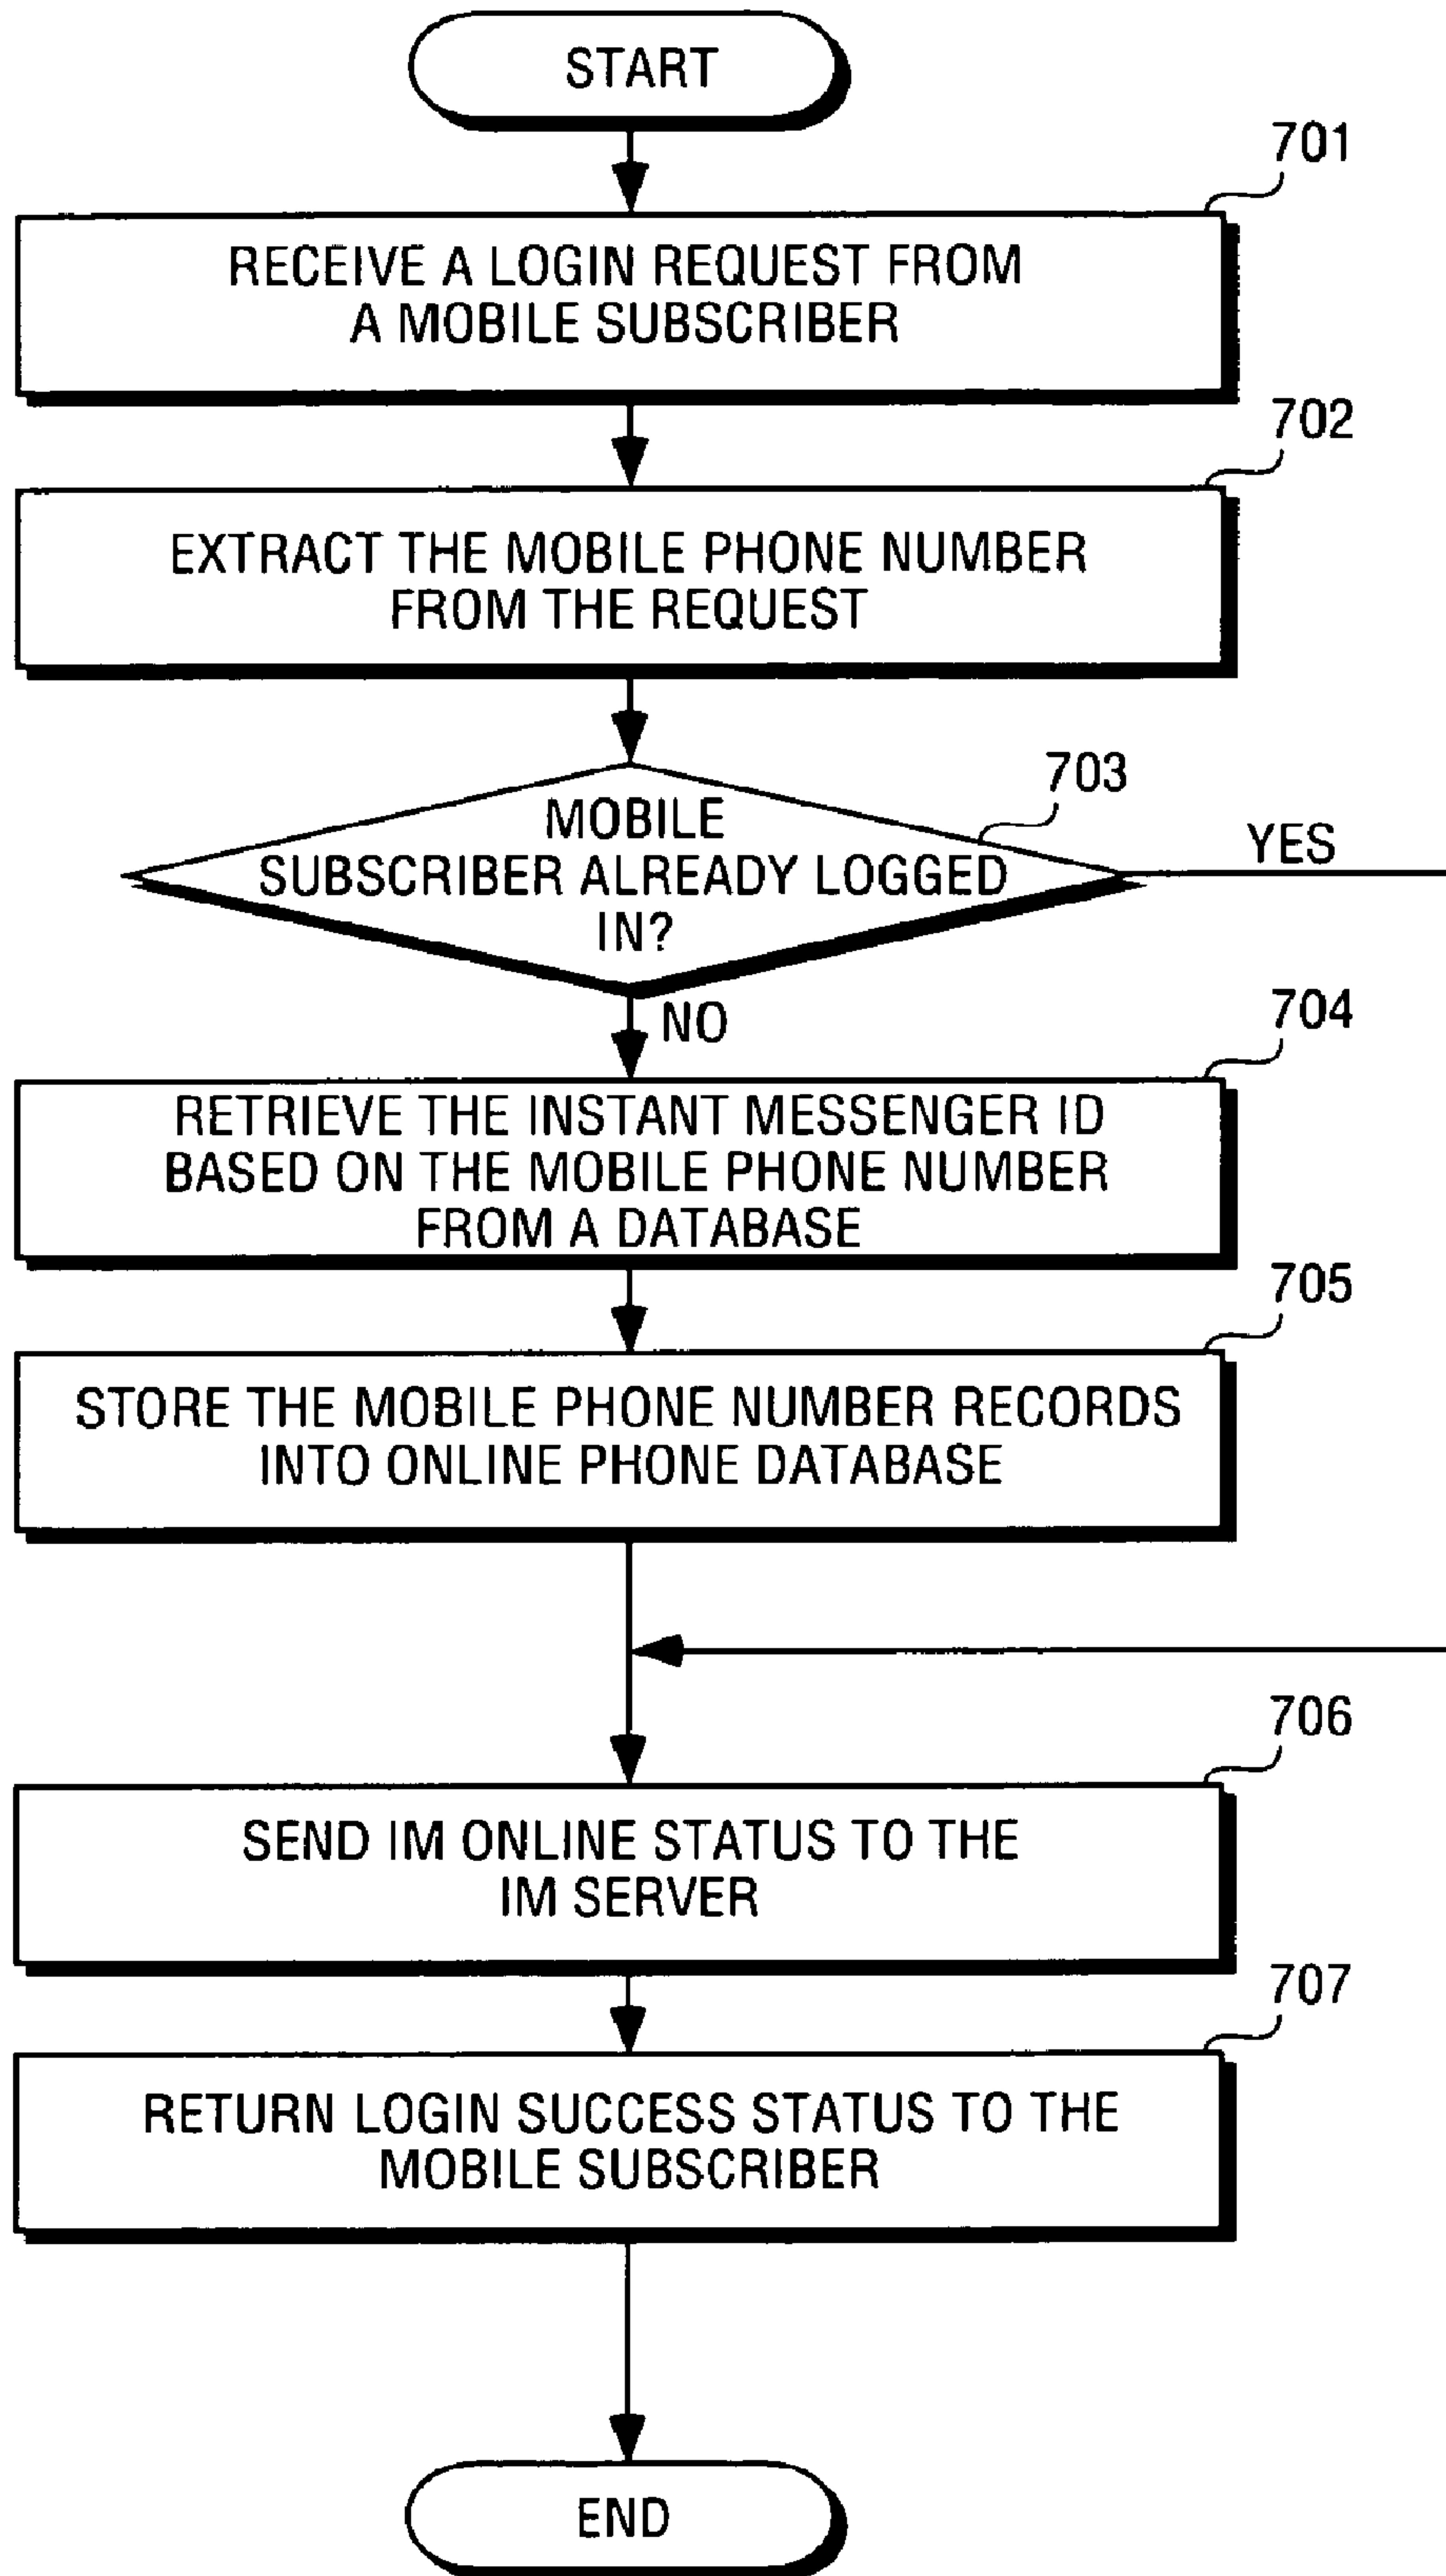 START
701
RECEIVE A LOGIN REQUEST FROM
A MOBILE SUBSCRIBER
702
EXTRACT THE MOBILE PHONE NUMBER
FROM THE REQUEST
703
MOBILE
SUBSCRIBER ALREADY LOGGED
IN?
YES
NO
704
RETRIEVE THE INSTANT MESSENGER ID
BASED ON THE MOBILE PHONE NUMBER
FROM A DATABASE
705
STORE THE MOBILE PHONE NUMBER RECORDS
INTO ONLINE PHONE DATABASE
706
SEND IM ONLINE STATUS TO THE
IM SERVER
707
RETURN LOGIN SUCCESS STATUS TO THE
MOBILE SUBSCRIBER
END